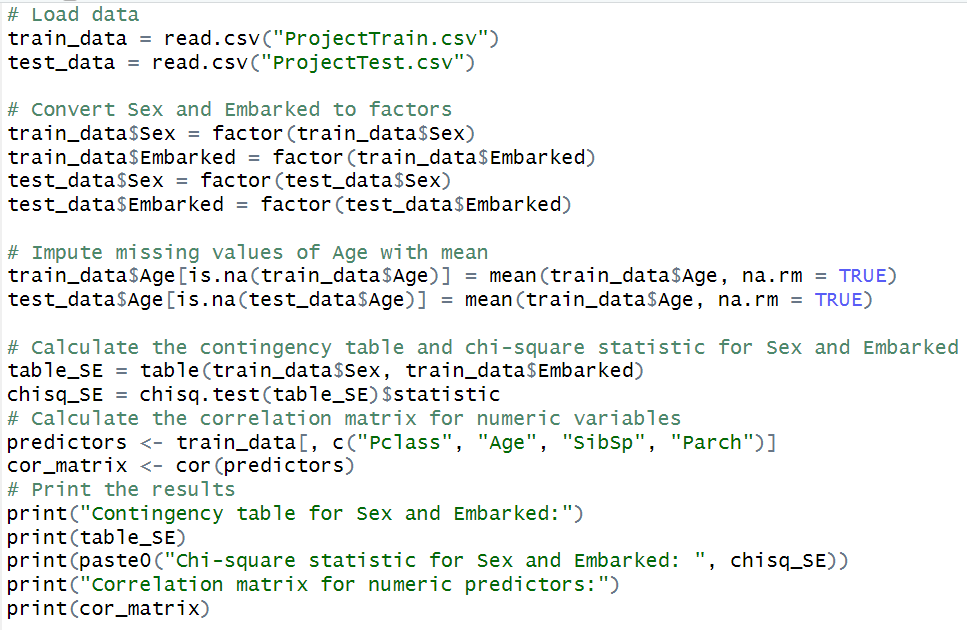 # Load data
train_data = read.csv("ProjectTrain.csv")
test_data = read.csv("ProjectTest.csv")
# Convert Sex and Embarked to factors
train_data$Sex = factor(train_data$Sex)
train_data$Embarked = factor(train_data$Embarked)
test_data$Sex = factor(test_data$Sex)
test_data$Embarked = factor(test_data$Embarked)
# Impute missing values of Age with mean
train_data$Age[is.na(train_data$Age)] = mean(train_data$Age, na.rm = TRUE)
test_data$Age[is.na(test_data$Age)] = mean(train_data$Age, na.rm = TRUE)
# Calculate the contingency table and chi-square statistic for Sex and Embarked
table_SE = table(train_data$Sex, train_data$Embarked)
chisq_SE = chisq.test(table_SE)$statistic
# Calculate the correlation matrix for numeric variables
predictors <- train_data[, c("Pclass", "Age", "SibSp", "Parch")]
cor_matrix <- cor(predictors)
# Print the results
print("Contingency table for Sex and Embarked:")
print(table_SE)
print(paste0("Chi-square statistic for Sex and Embarked: ", chisq_SE))
print("Correlation matrix for numeric predictors:")
print(cor_matrix)